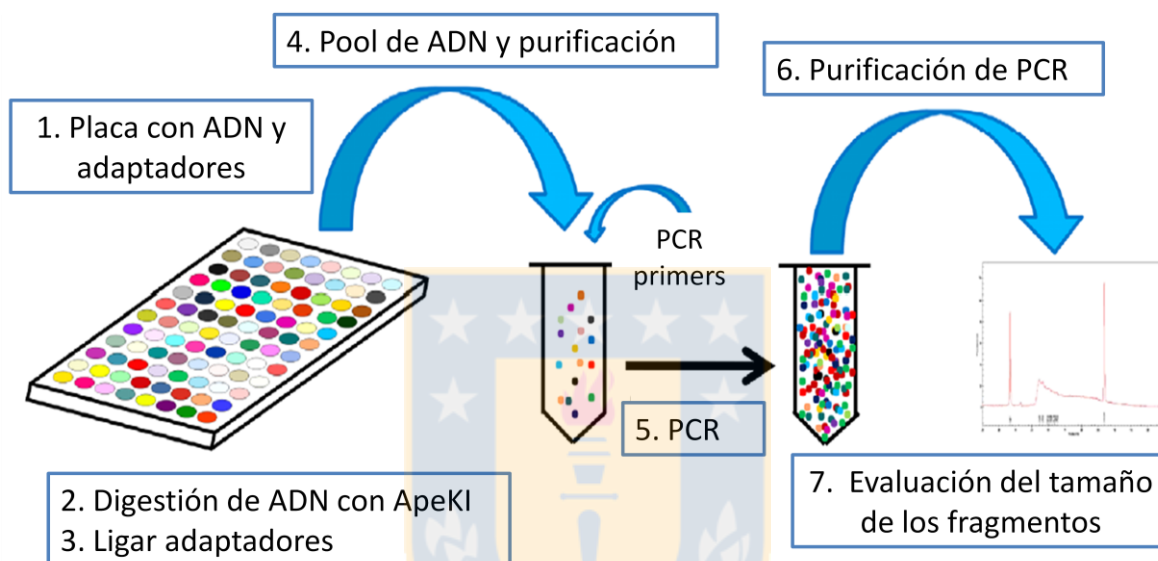 4. Pool de ADN y purificación
6. Purificación de PCR
1. Placa con ADN y
adaptadores
PCR
primers
5. PCR
2. Digestión de ADN con ApeKI
3. Ligar adaptadores
7. Evaluación del tamaño
de los fragmentos